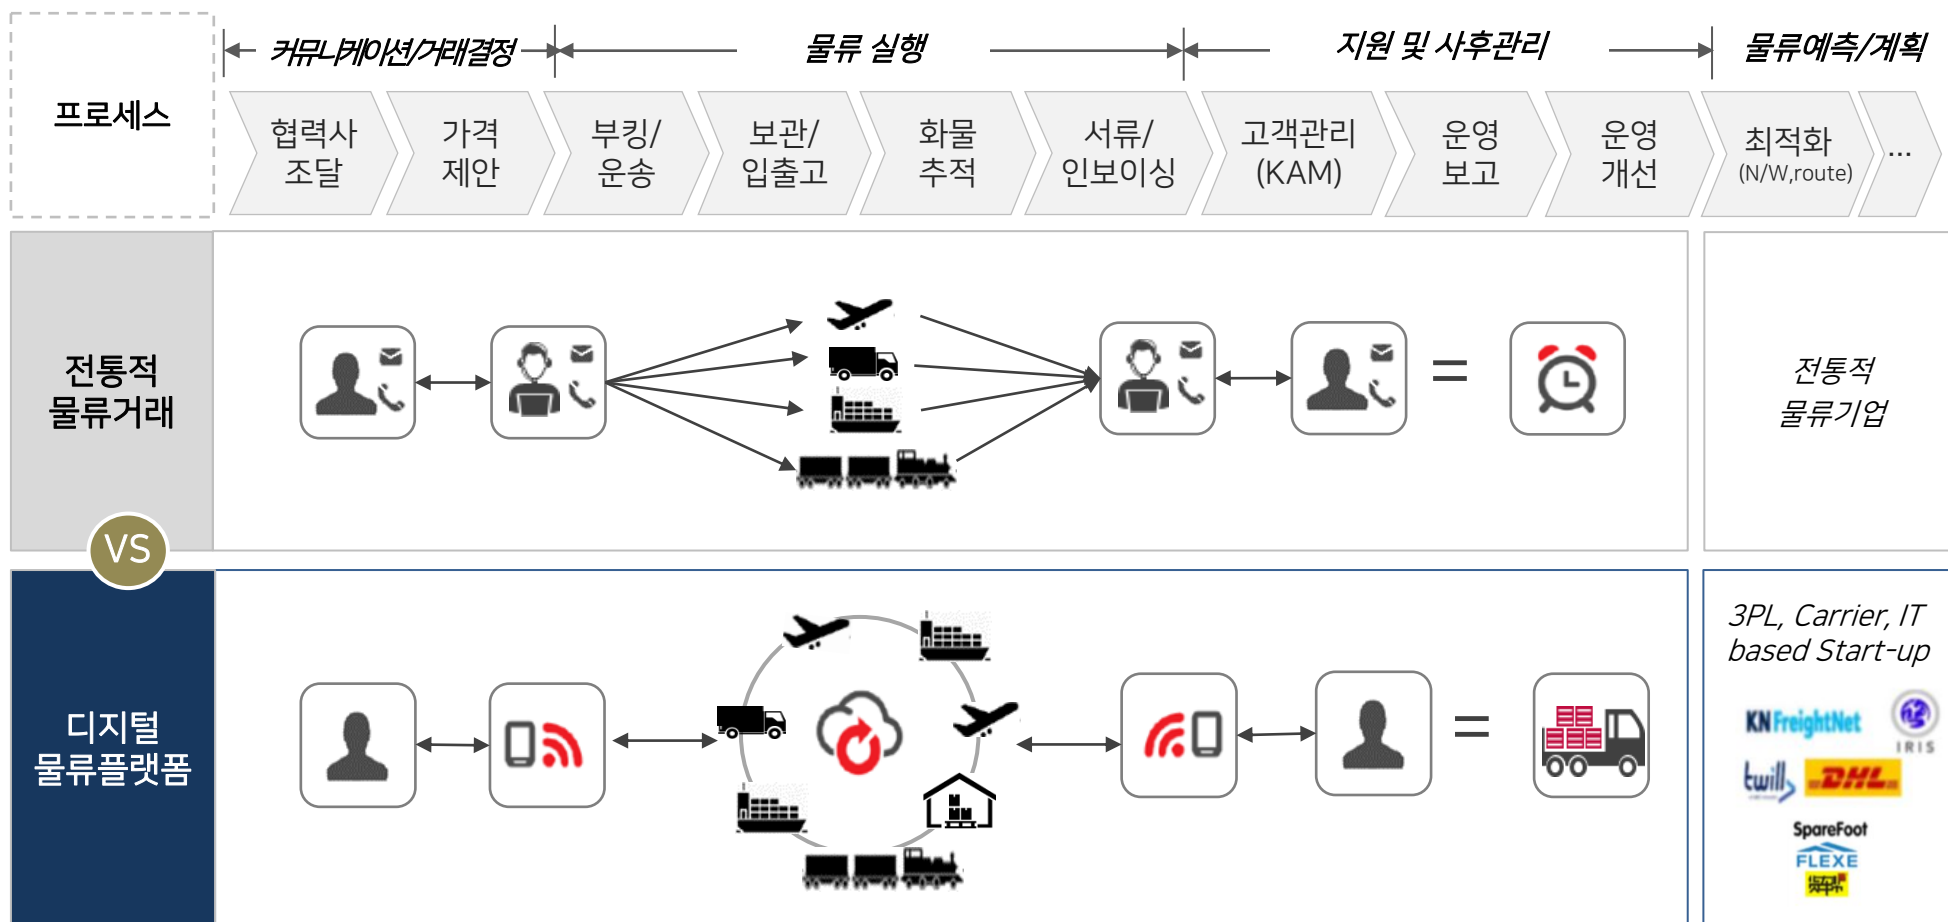 프로세스
커뮤니케이션/거래결정
물류 실행
지원 및 사후관리
물류예측/계획
협력사
조달
가격
제안
부킹/
운송
보관/
입출고
화물
추적
서류/
인보이싱
고객관리
(KAM)
운영
보고
운영
개선
최적화
(N/W,route)
...
전통적
물류거래
전통적
물류기업
VS
디지털
물류플랫폼
3PL, Carrier, IT
based Start-up
KN FreightNet
IRIS
twill
DHL
SpareFoot
FLEXE